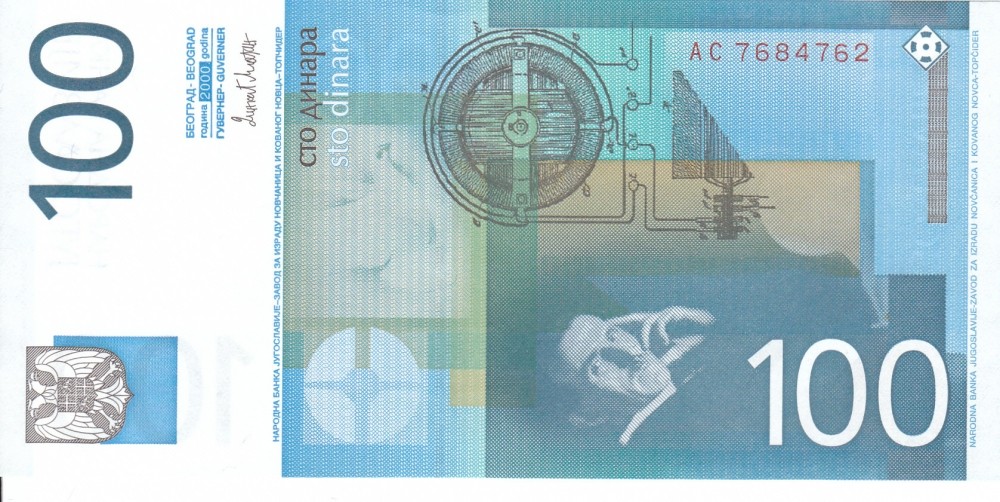 100
БЕОГРАД - BEOGRAD
година 2000 godina
ГУВЕРНЕР - GUVERNER
НАРОДНА БАНКА ЈУГОСЛАВИЈЕ–ЗАВОД ЗА ИЗРАДУ НОВЧАНИЦА И КОВАНОГ НОВЦА–ТОПЧИДЕР
сто динара
sto dinara
AC 7684762
100
NARODNA BANKA JUGOSLAVIJE-ZAVOD ZA IZRADU NOVČANICA I KOVANOG NOVCA-TOPČIDER